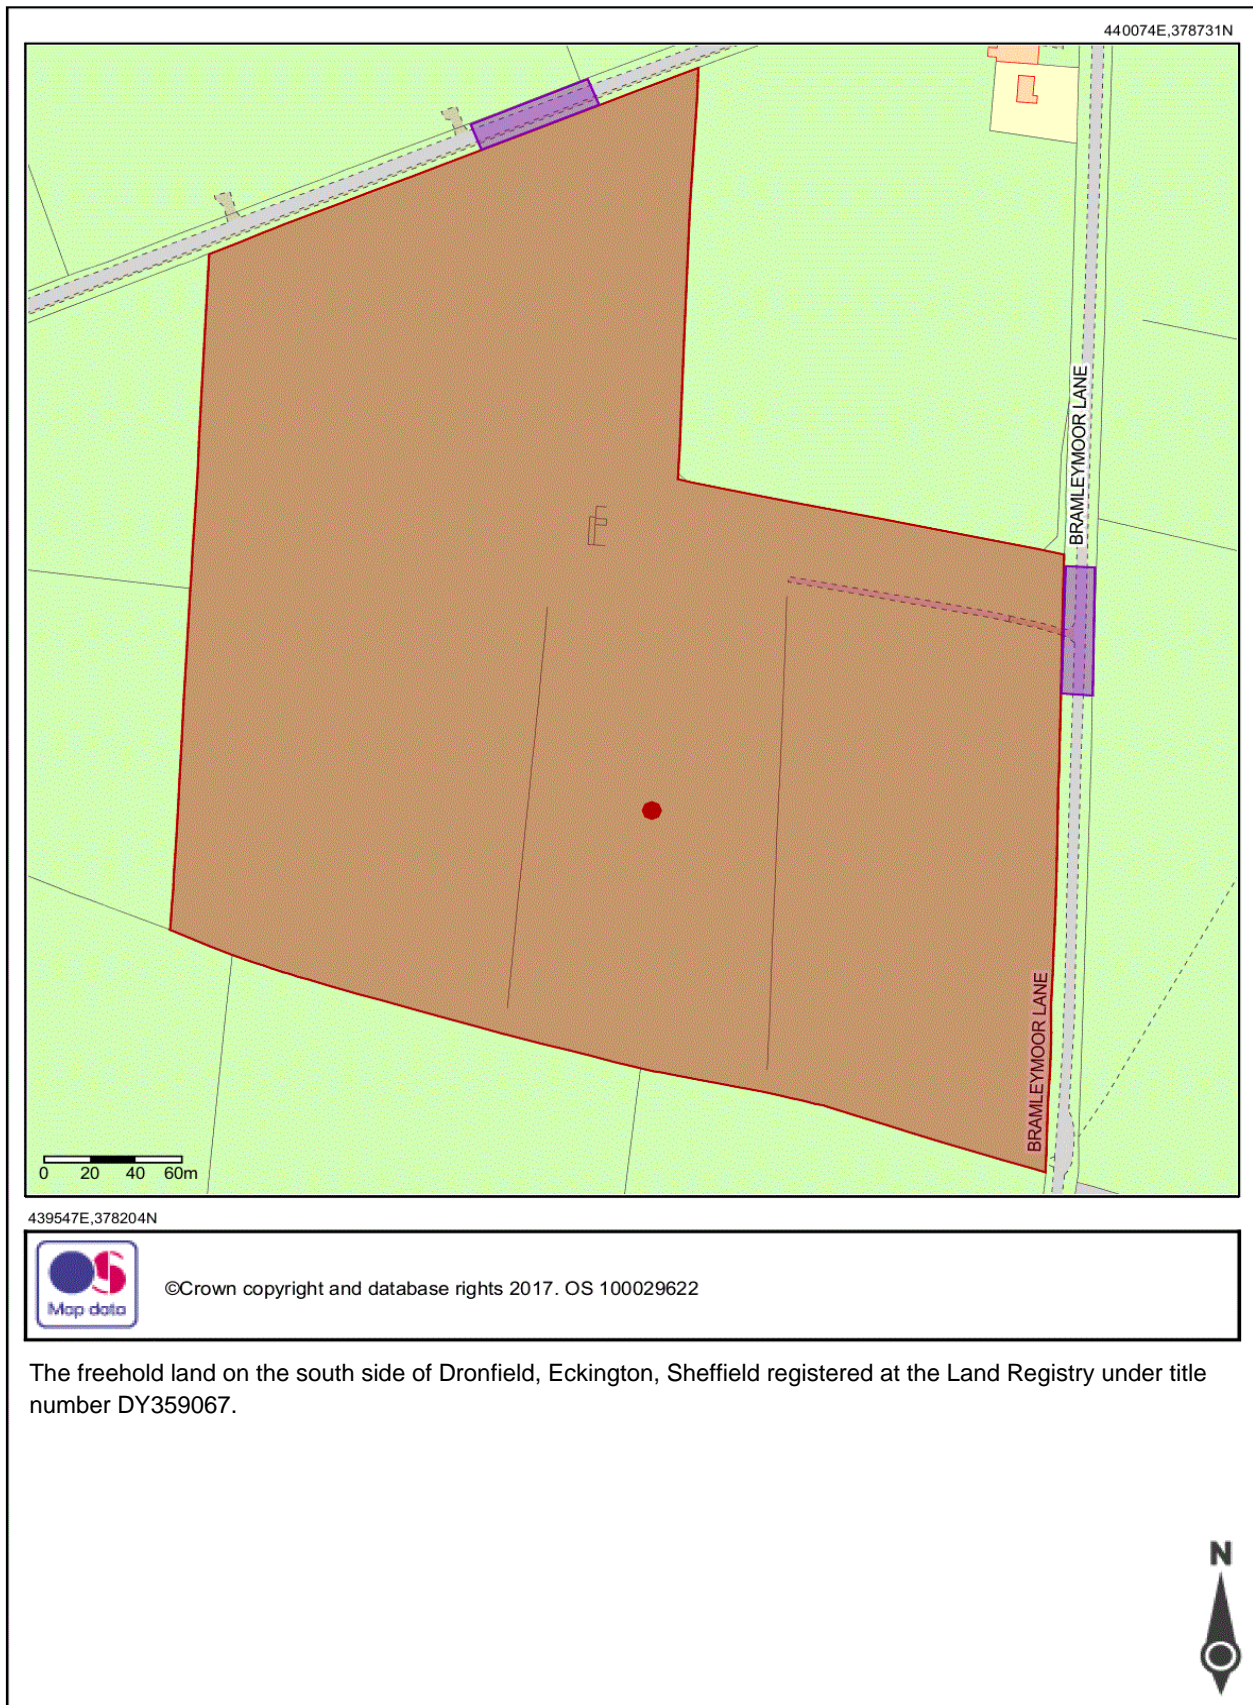 440074E,378731N
BRAMLEYMOOR LANE
BRAMLEYMOOR LANE
0 20 40 60m
439547E,378204N
OS
Map data
©Crown copyright and database rights 2017. OS 100029622
The freehold land on the south side of Dronfield, Eckington, Sheffield registered at the Land Registry under title
number DY359067.
N